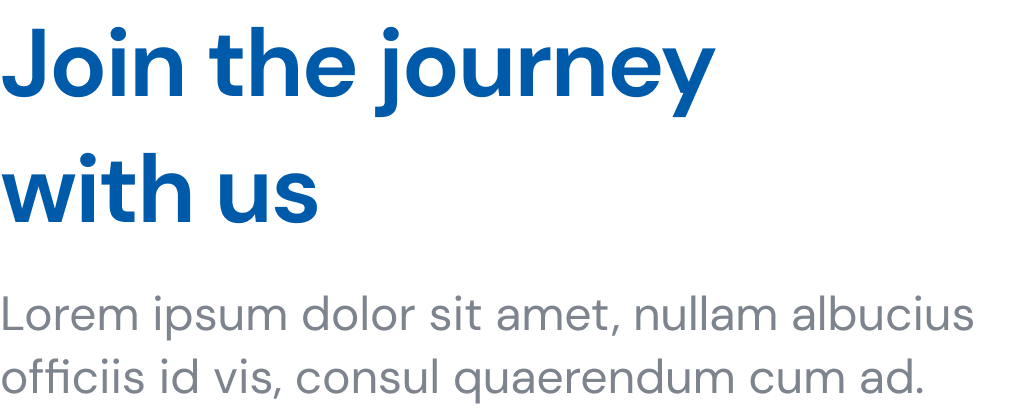 Join the journey
with us
Lorem ipsum dolor sit amet, nullam albucius
officiis id vis, consul quaerendum cum ad.